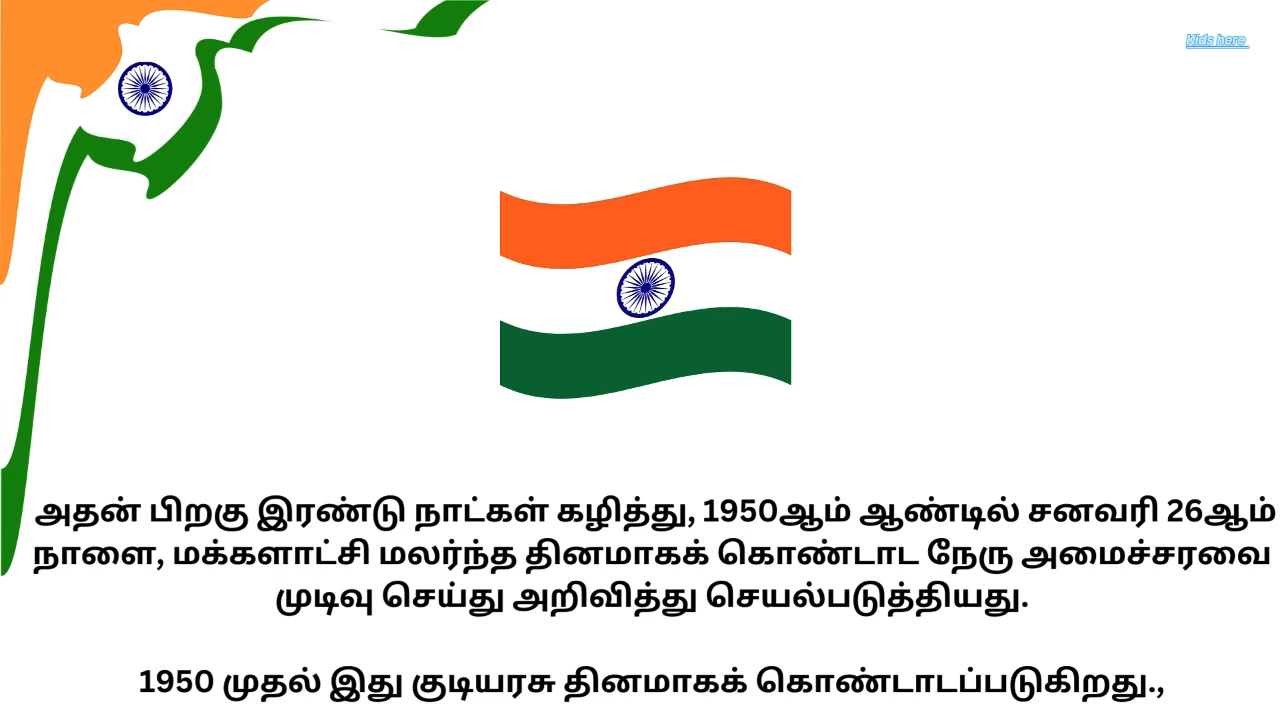 Kids here
அதன் பிறகு இரண்டு நாட்கள் கழித்து, 1950ஆம் ஆண்டில் சனவரி 26ஆம்
நாளை, மக்களாட்சி மலர்ந்த தினமாகக் கொண்டாட நேரு அமைச்சரவை
முடிவு செய்து அறிவித்து செயல்படுத்தியது.
1950 முதல் இது குடியரசு தினமாகக் கொண்டாடப்படுகிறது.,